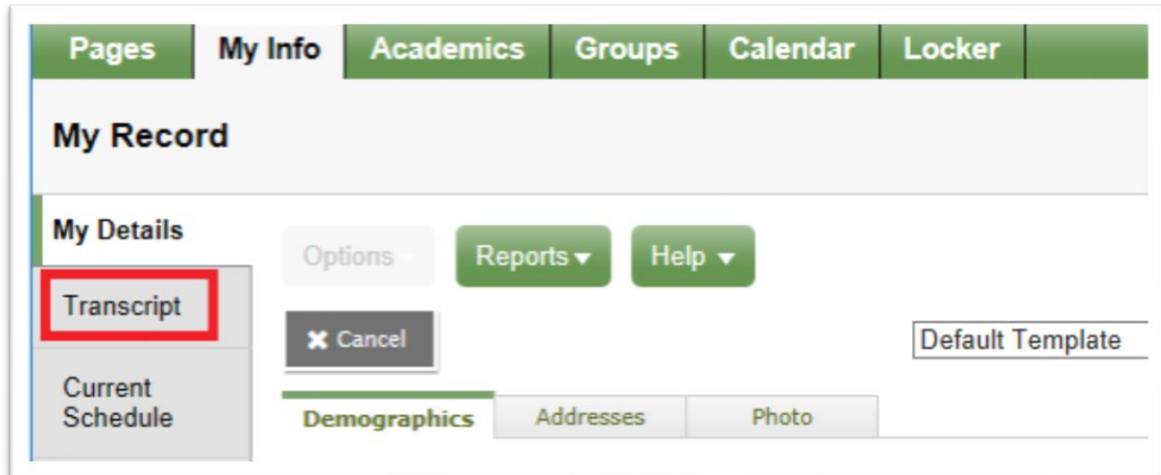 Pages My Info Academics Groups Calendar Locker
My Record
My Details
Options Reports Help
Transcript
Cancel
Default Template
Current
Schedule
Demographics Addresses Photo